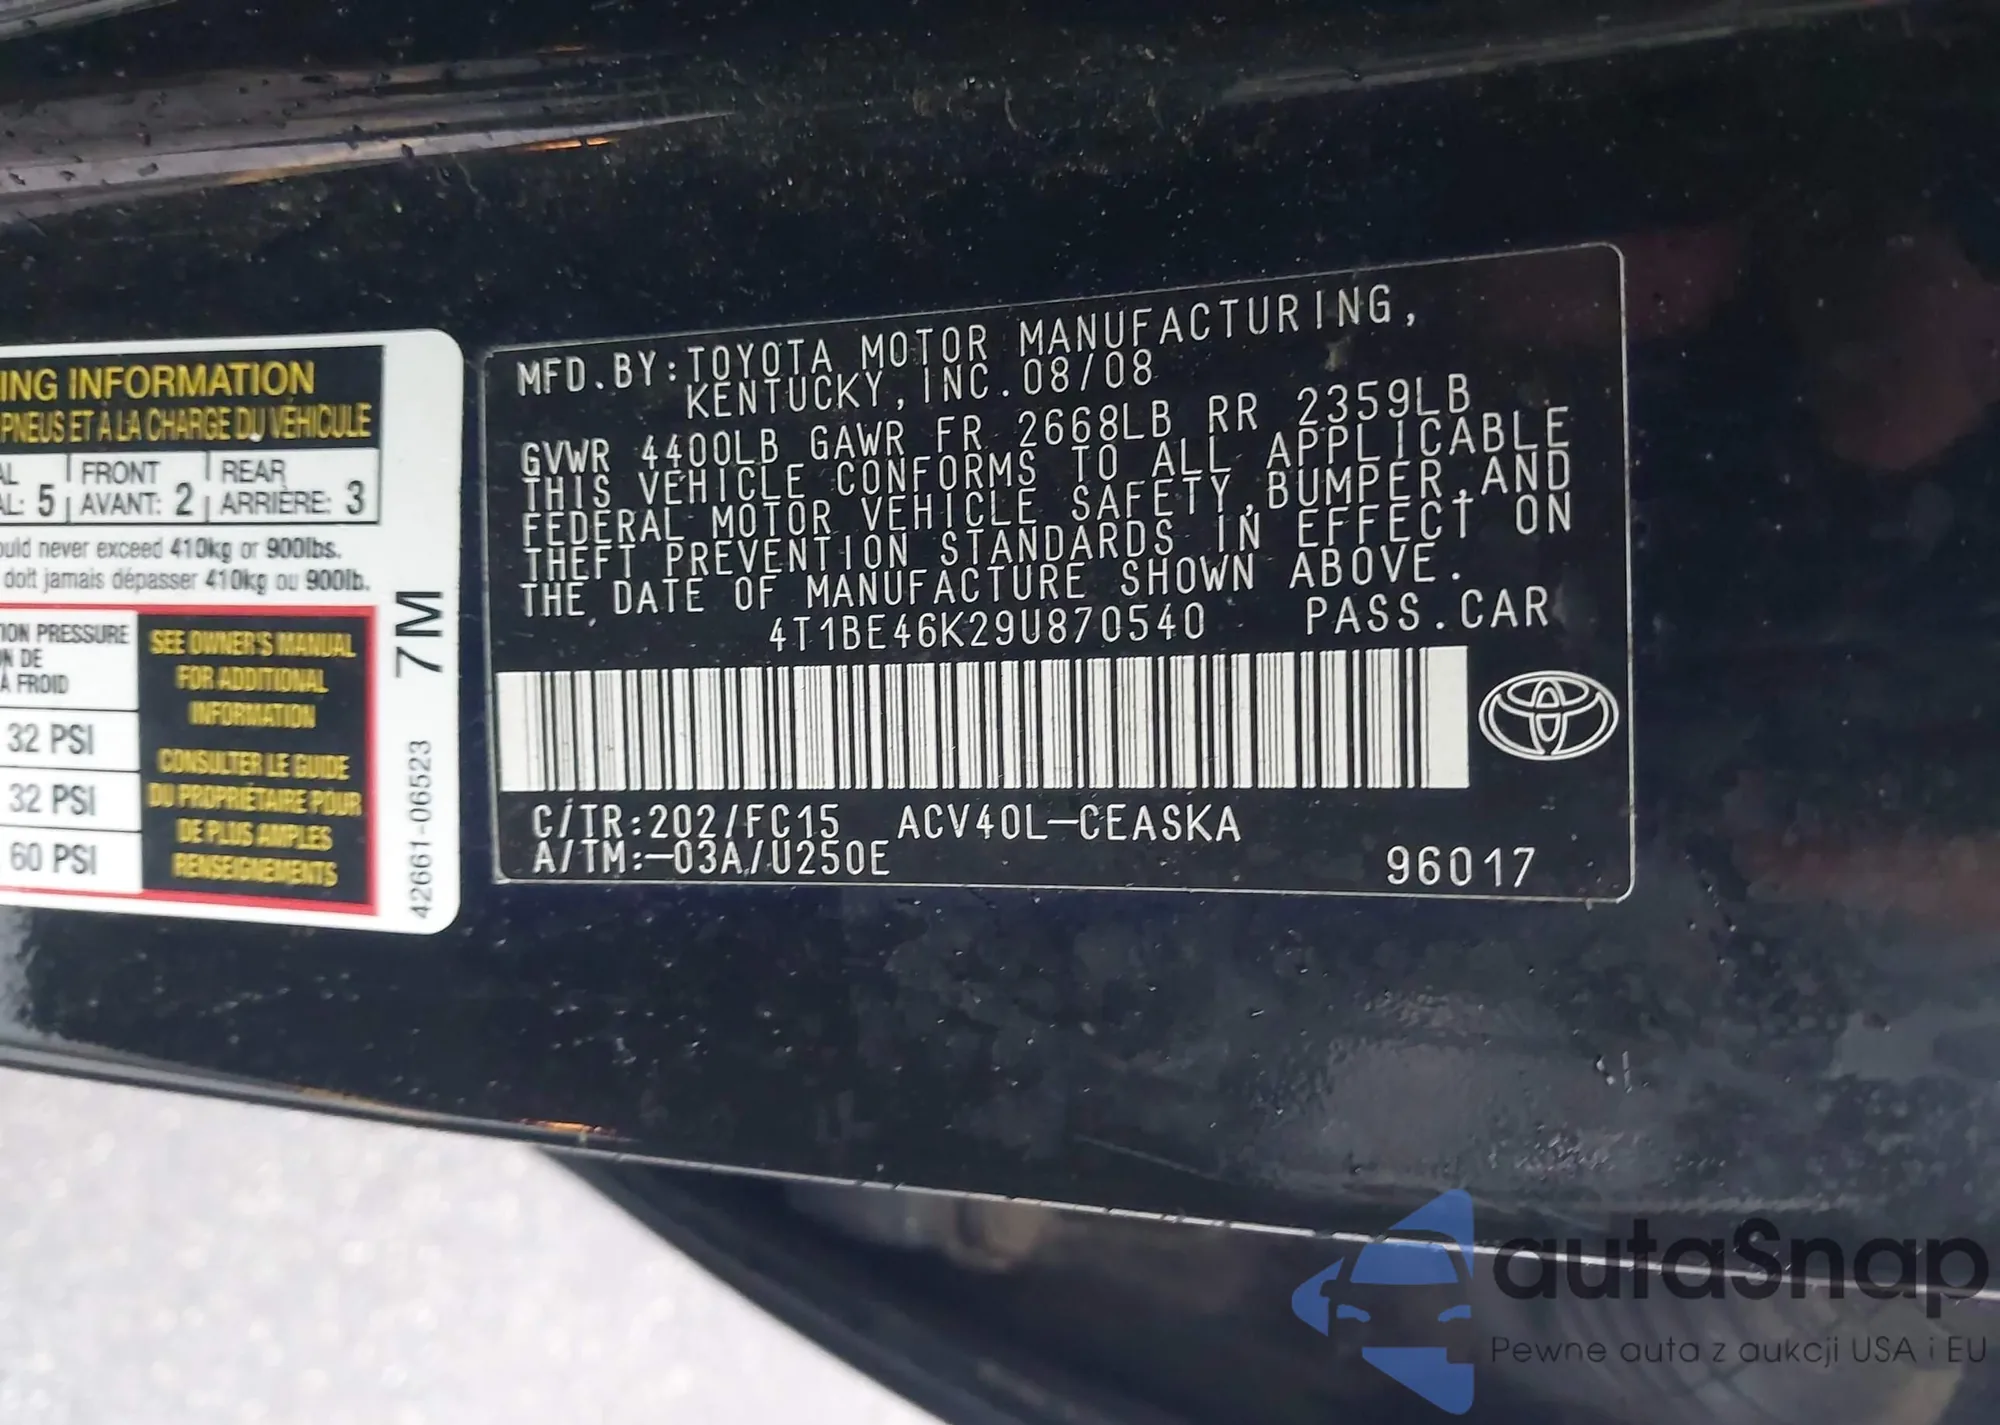 ING INFORMATION
PNEUS ET À LA CHARGE DU VÉHICULE
AL FRONT REAR
AL: 5 AVANT: 2 ARRIÈRE: 3
ould never exceed 410kg or 900lbs.
doit jamais dépasser 410kg ou 900lb.
ION PRESSURE
N DE
À FROID
32 PSI
32 PSI
60 PSI
SEE OWNER'S MANUAL
FOR ADDITIONAL
INFORMATION
CONSULTER LE GUIDE
DU PROPRIÉTAIRE POUR
DE PLUS AMPLES
RENSEIGNEMENTS
7M
42661-06523
MFD.BY:TOYOTA MOTOR MANUFACTURING,
KENTUCKY, INC. 08/08
GVWR 4400LB GAWR FR 2668LB RR 2359LB
THIS VEHICLE CONFORMS TO ALL APPLICABLE
FEDERAL MOTOR VEHICLE SAFETY,BUMPER,AND
THEFT PREVENTION STANDARDS IN EFFECT ON
THE DATE OF MANUFACTURE SHOWN ABOVE.
4T1BE46K29U870540 PASS.CAR
C/TR:202/FC15 ACV40L-CEASKA
A/TM:-03A/U250E
96017
autaSnap
Pewne auta z aukcji USA i EU